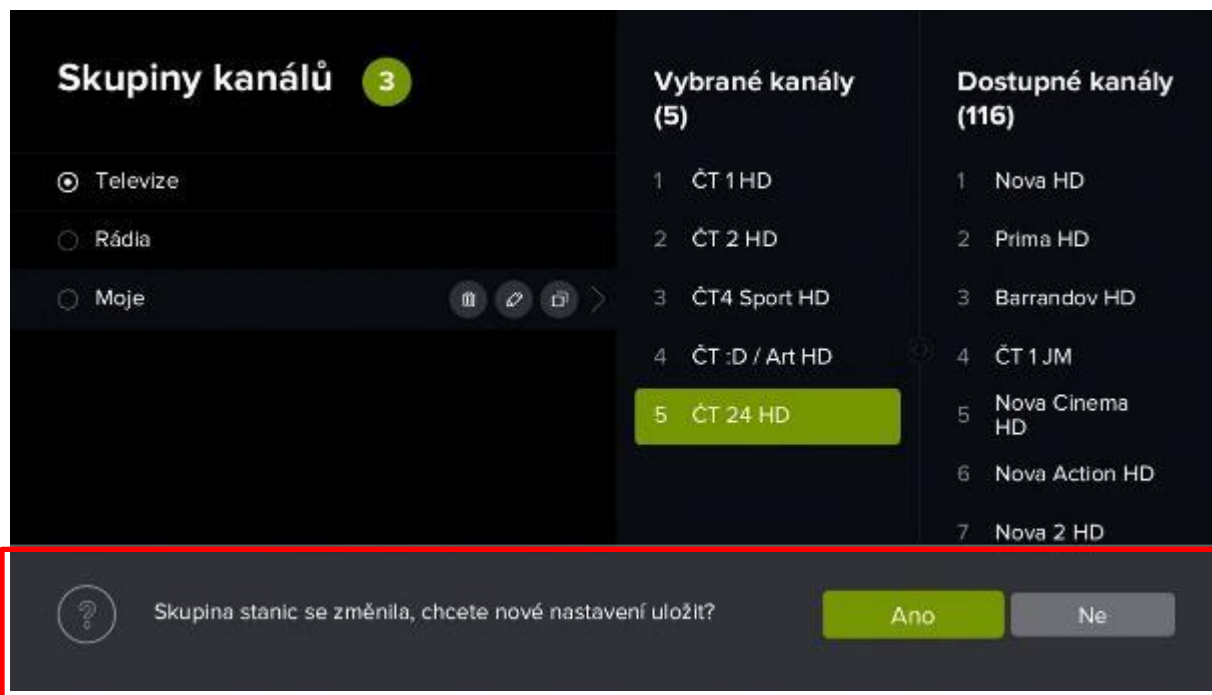 Skupiny kanálů 3
Televize
Rádia
Moje
Vybrané kanály
(5)
1 ČT 1 HD
2 ČT 2 HD
3 ČT4 Sport HD
4 ČT :D / Art HD
5 ČT 24 HD
Dostupné kanály
(116)
1 Nova HD
2 Prima HD
3 Barrandov HD
4 ČT 1 JM
5 Nova Cinema
HD
6 Nova Action HD
7 Nova 2 HD
? Skupina stanic se změnila, chcete nové nastavení uložit?
Ano
Ne